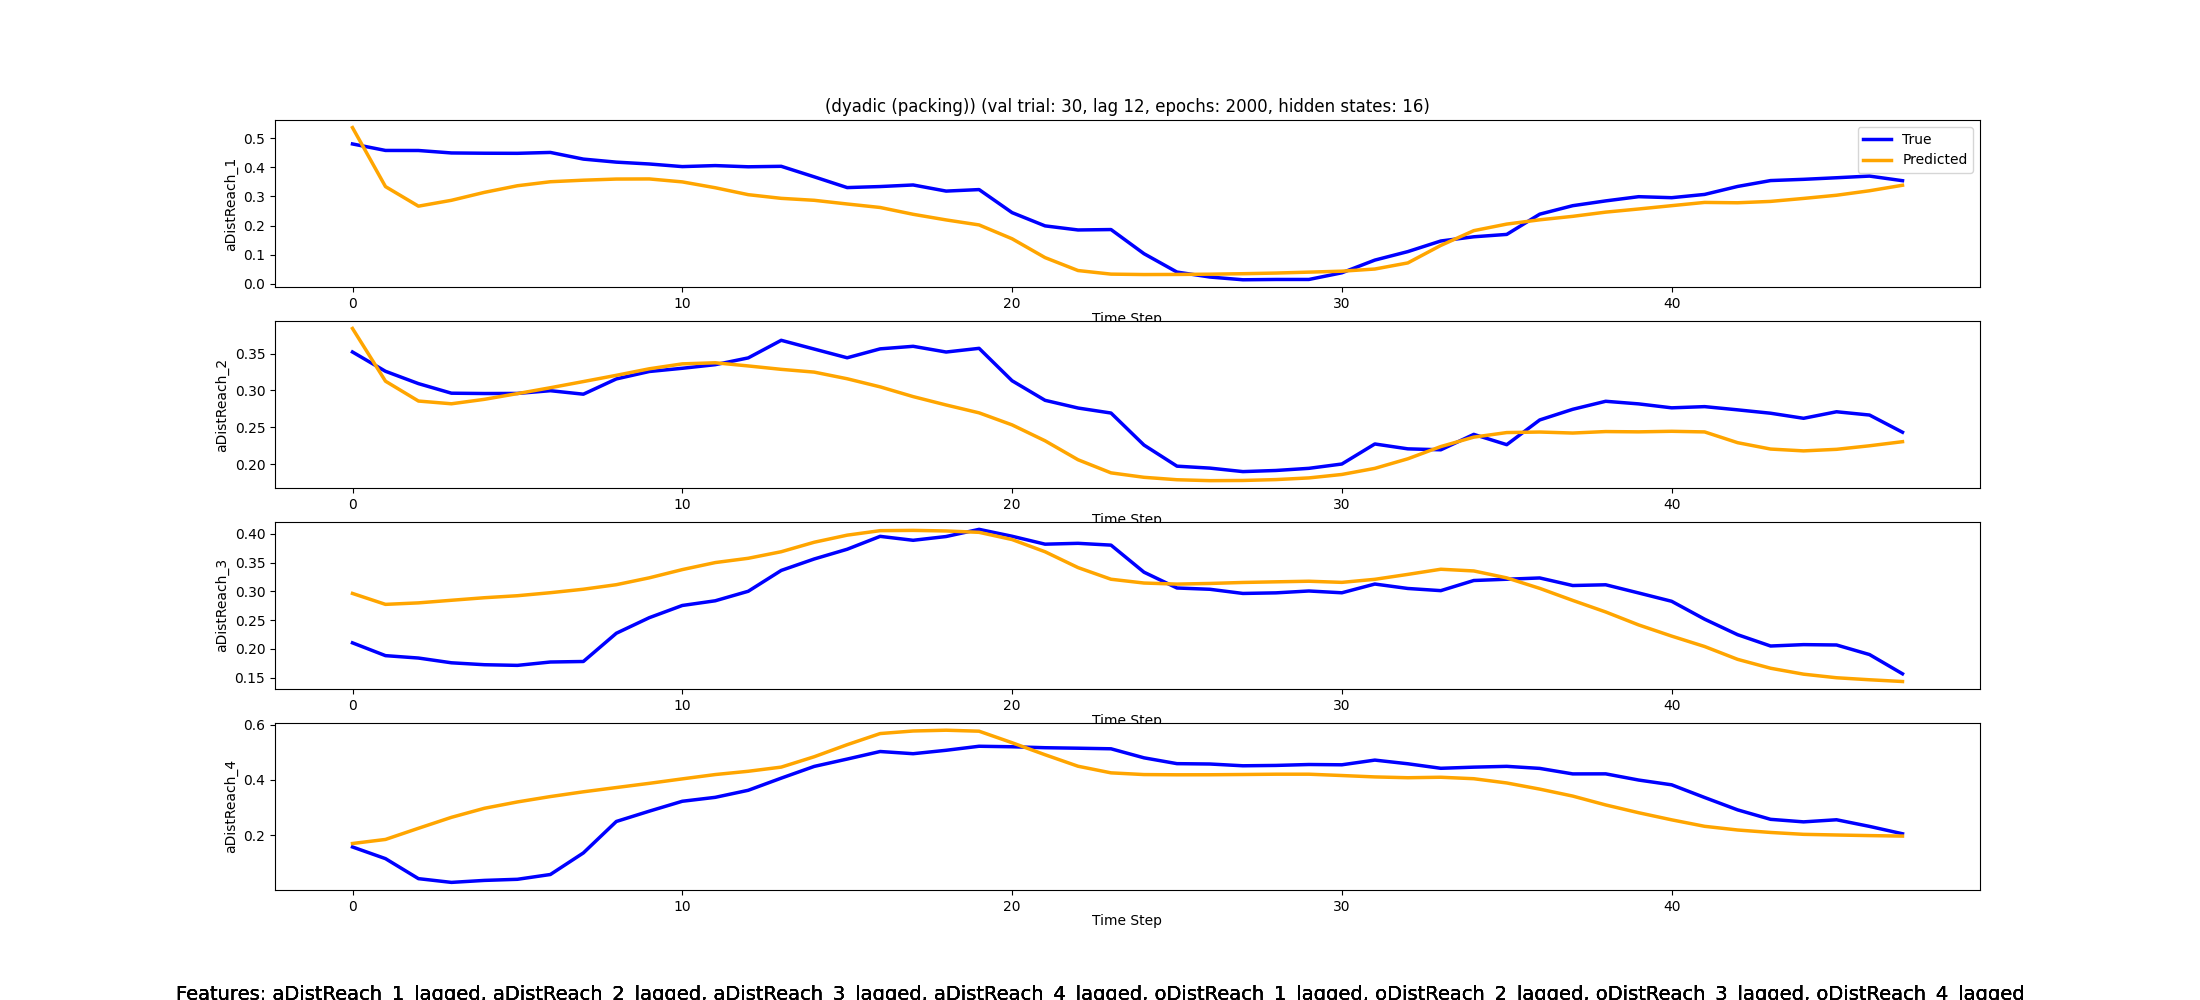 (dyadic (packing)) (val trial: 30, lag 12, epochs: 2000, hidden states: 16)
True
Predicted
aDistReach_1
0.5
0.4
0.3
0.2
0.1
0.0
0 10 20 30 40
Time Step
aDistReach_2
0.35
0.30
0.25
0.20
0 10 20 30 40
Time Step
aDistReach_3
0.40
0.35
0.30
0.25
0.20
0.15
0 10 20 30 40
Time Step
aDistReach_4
0.6
0.4
0.2
0 10 20 30 40
Time Step
Features: aDistReach_1_lagged, aDistReach_2_lagged, aDistReach_3_lagged, aDistReach_4_lagged, oDistReach_1_lagged, oDistReach_2_lagged, oDistReach_3_lagged, oDistReach_4_lagged